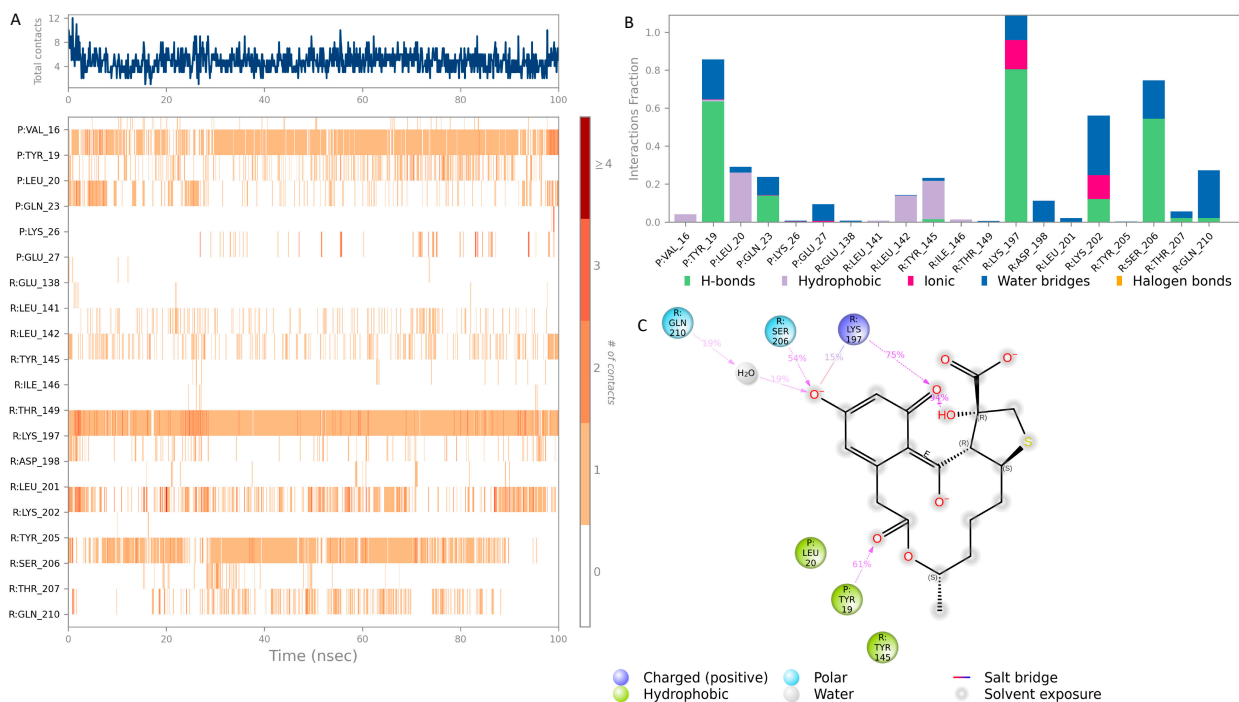 A
Total contacts
12
8
4
0
20
40
60
80
100
P:VAL_16
P:TYR_19
P:LEU_20
P:GLN_23
P:LYS_26
P:GLU_27
R:GLU_138
R:LEU_141
R:LEU_142
R:TYR_145
R:ILE_146
R:THR_149
R:LYS_197
R:ASP_198
R:LEU_201
R:LYS_202
R:TYR_205
R:SER_206
R:THR_207
R:GLN_210
0
20
40
60
80
100
Time (nsec)
≥4
3
2
1
0
# of contacts
B
Interactions Fraction
1.0
0.8
0.6
0.4
0.2
0.0
P:VAL_16
P:TYR_19
P:LEU_20
P:GLN_23
P:LYS_26
P:GLU_27
R:GLU_138
R:LEU_141
R:LEU_142
R:TYR_145
R:ILE_146
R:THR_149
R:LYS_197
R:ASP_198
R:LEU_201
R:LYS_202
R:TYR_205
R:SER_206
R:THR_207
R:GLN_210
H-bonds Hydrophobic Ionic Water bridges Halogen bonds
C
R:
GLN
210
R:
SER
206
R:
LYS
197
19%
54%
15%
75%
H₂O
19%
O⁻
O
94%
HO
O
O⁻
(R)
(R)
S
(S)
E
O⁻
O
O
(S)
61%
P:
LEU
20
P:
TYR
19
R:
TYR
145
Charged (positive) Polar Salt bridge
Hydrophobic Water Solvent exposure